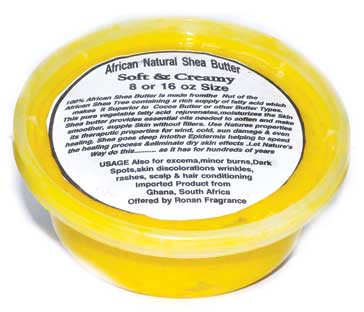 African Natural Shea Butter
Soft & Creamy
8 or 16 oz Size
100% African Shea Butter is made fromthe Nut of the
African Shea Tree containing a rich supply of fatty acid which
makes it Superior to Cocoa Butter or other Butter Types.
This pure vegetable fatty acid rejuvenates,moisturizes the Skin
Shea butter provides essential oils nesected to soften and make
smoother, supple Skin without fillers. Use Hantes properties
its theraputic properties for wind, cold, sun damage & even
healing, Shea goes deep intothe Epidermis helping to speed
the healing process &eliminate dry skin effects .Let Nature's
Way do this......... as it has for hundreds of years
USAGE Also for excema,minor burns,Dark
Spots,skin discolorations wrinkles,
rashes, scalp & hair conditioning
Imported Product from
Ghana, South Africa
Offered by Ronan Fragrance